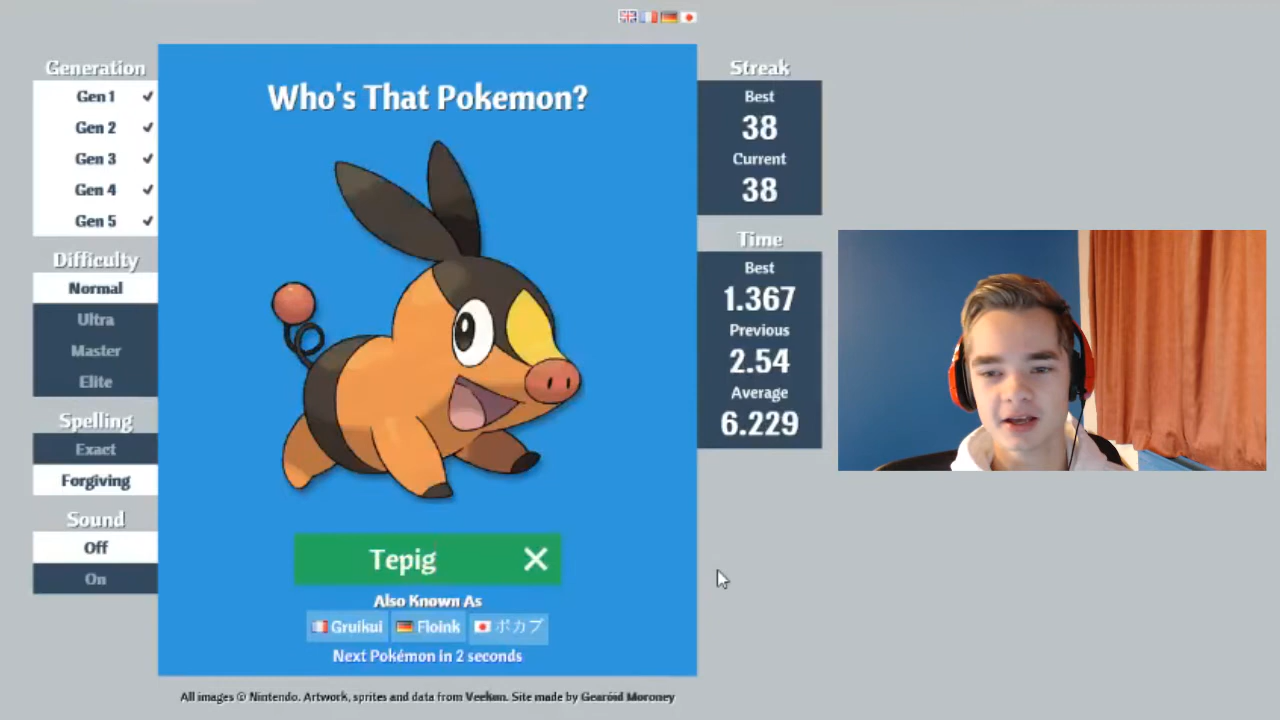 Generation
Gen 1
Gen 2
Gen 3
Gen 4
Gen 5
Difficulty
Normal
Ultra
Master
Elite
Spelling
Exact
Forgiving
Sound
Off
On
Who's That Pokemon?
Tepig
Also Known As
Gruikui Floink ポカブ
Next Pokémon in 2 seconds
Streak
Best
38
Current
38
Time
Best
1.367
Previous
2.54
Average
6.229
All images © Nintendo. Artwork, sprites and data from Veekun. Site made by Gearóid Moroney